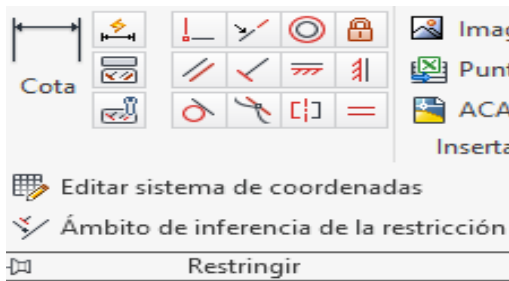 Imag
Cota
Punt
ACA
Inserta
Editar sistema de coordenadas
Ámbito de inferencia de la restricción
Restringir